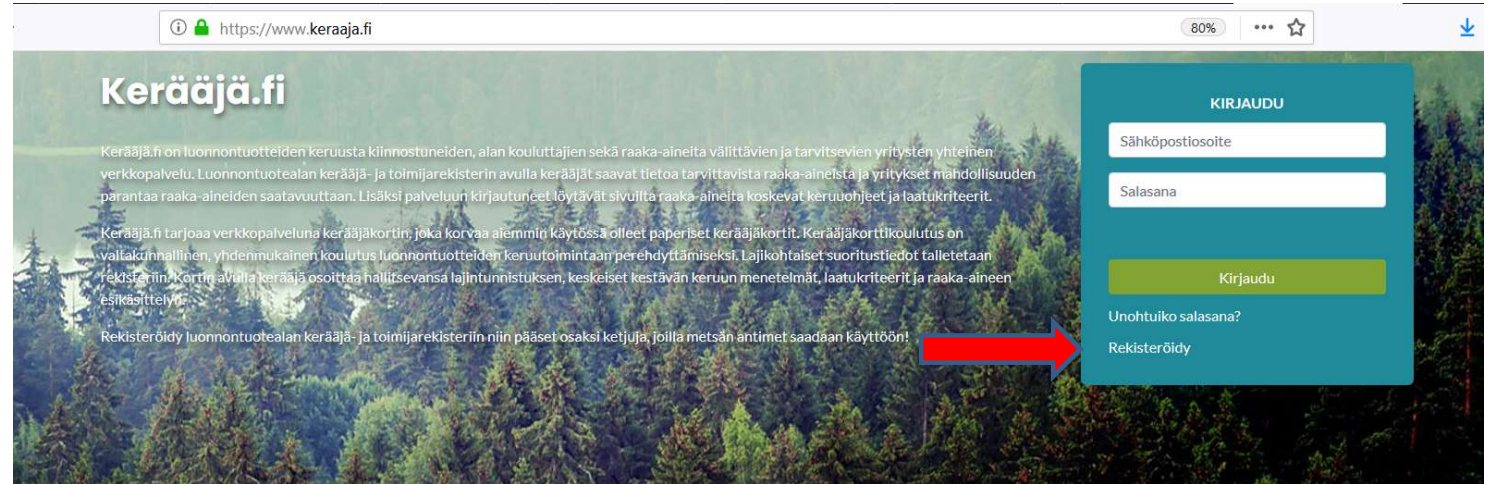 https://www.keraaja.fi
80%
Kerääjä.fi
Kerääjä.fi on luonnontuotteiden keruusta kiinnostuneiden, alan kouluttajien sekä raaka-aineita välittävien ja tarvitsevien yritysten yhteinen
verkkopalvelu. Luonnontuotealan kerääjä- ja toimijarekisterin avulla kerääjät saavat tietoa tarvittavista raaka-aineista ja yritykset mahdollisuuden
parantaa raaka-aineiden saatavuuttaan. Lisäksi palveluun kirjautuneet löytävät sivuilta raaka-aineita koskevat keruuohjeet ja laatukriteerit.
Kerääjä.fi tarjoaa verkkopalveluna kerääjäkortin, joka korvaa aiemmin käytössä olleet paperiset kerääjäkortit. Kerääjäkorttikoulutus on
valtakunnallinen, yhdenmukainen koulutus luonnontuotteiden keruutoimintaan perehdyttämiseksi. Lajikohtaiset suoritustiedot talletetaan
rekisteriin. Kortin avulla kerääjä osoittaa hallitsevansa lajintunnistuksen, keskeiset kestävän keruun menetelmät, laatukriteerit ja raaka-aineen
esikäsittelyn.
Rekisteröidy luonnontuotealan kerääjä- ja toimijarekisteriin niin pääset osaksi ketjuja, joilla metsän antimet saadaan käyttöön!
KIRJAUDU
Sähköpostiosoite
Salasana
Kirjaudu
Unohtuiko salasana?
Rekisteröidy